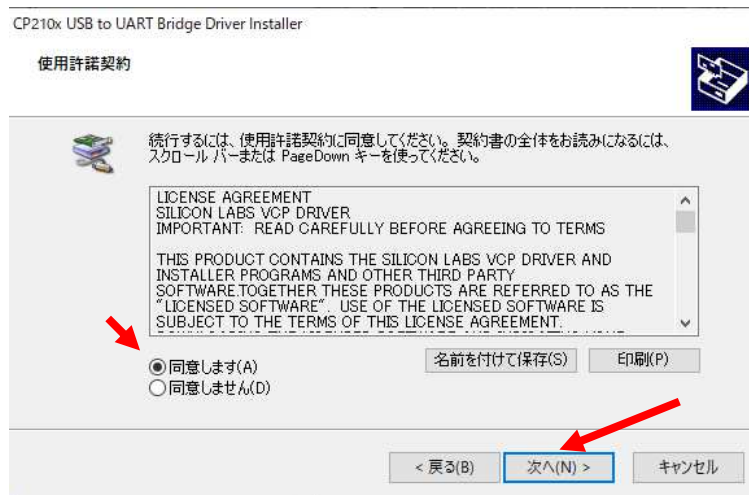 CP210x USB to UART Bridge Driver Installer
使用許諾契約
続行するには、使用許諾契約に同意してください。契約書の全体をお読みになるには、
スクロール バーまたは PageDown キーを使ってください。
LICENSE AGREEMENT
SILICON LABS VCP DRIVER
IMPORTANT: READ CAREFULLY BEFORE AGREEING TO TERMS
THIS PRODUCT CONTAINS THE SILICON LABS VCP DRIVER AND
INSTALLER PROGRAMS AND OTHER THIRD PARTY
SOFTWARE.TOGETHER THESE PRODUCTS ARE REFERRED TO AS THE
"LICENSED SOFTWARE". USE OF THE LICENSED SOFTWARE IS
SUBJECT TO THE TERMS OF THIS LICENSE AGREEMENT.
同意します(A)
名前を付けて保存(S) 印刷(P)
同意しません(D)
< 戻る(B) 次へ(N) > キャンセル